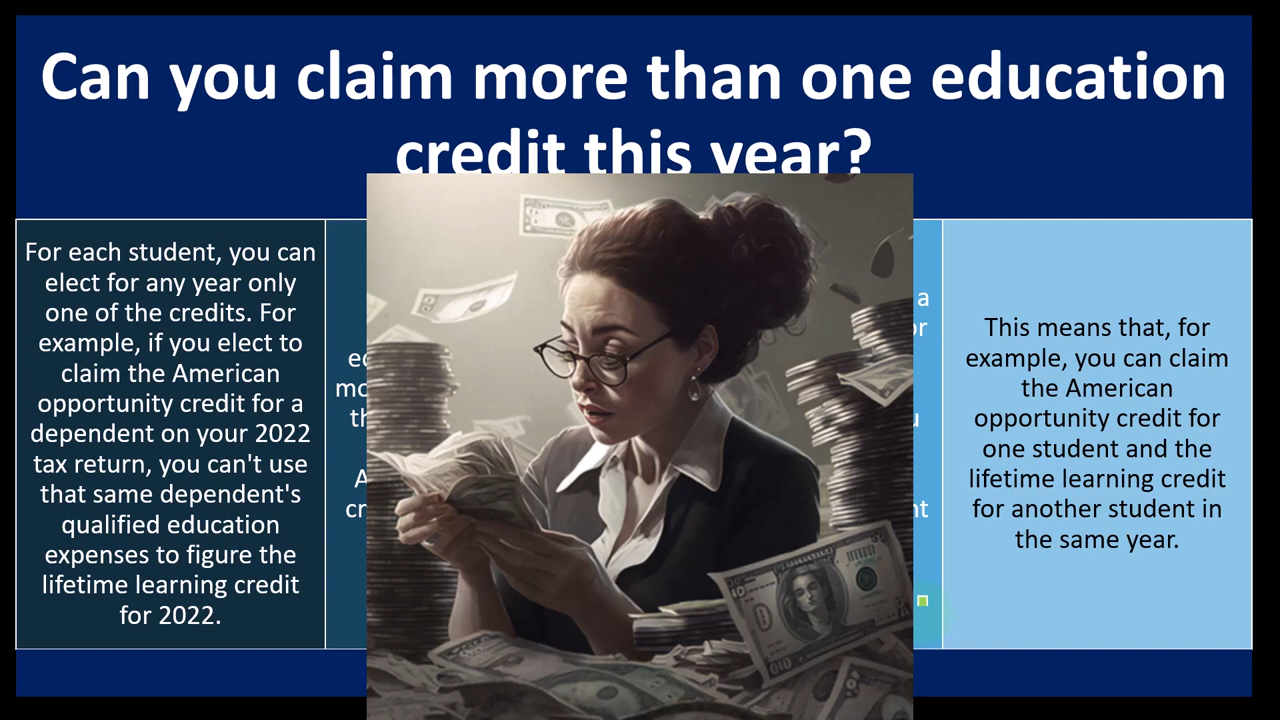 Can you claim more than one education
credit this year?
For each student, you can
elect for any year only
one of the credits. For
example, if you elect to
claim the American
opportunity credit for a
dependent on your 2022
tax return, you can't use
that same dependent's
qualified education
expenses to figure the
lifetime learning credit
for 2022.
a
This means that, for
example, you can claim
the American
opportunity credit for
one student and the
lifetime learning credit
for another student in
the same year.